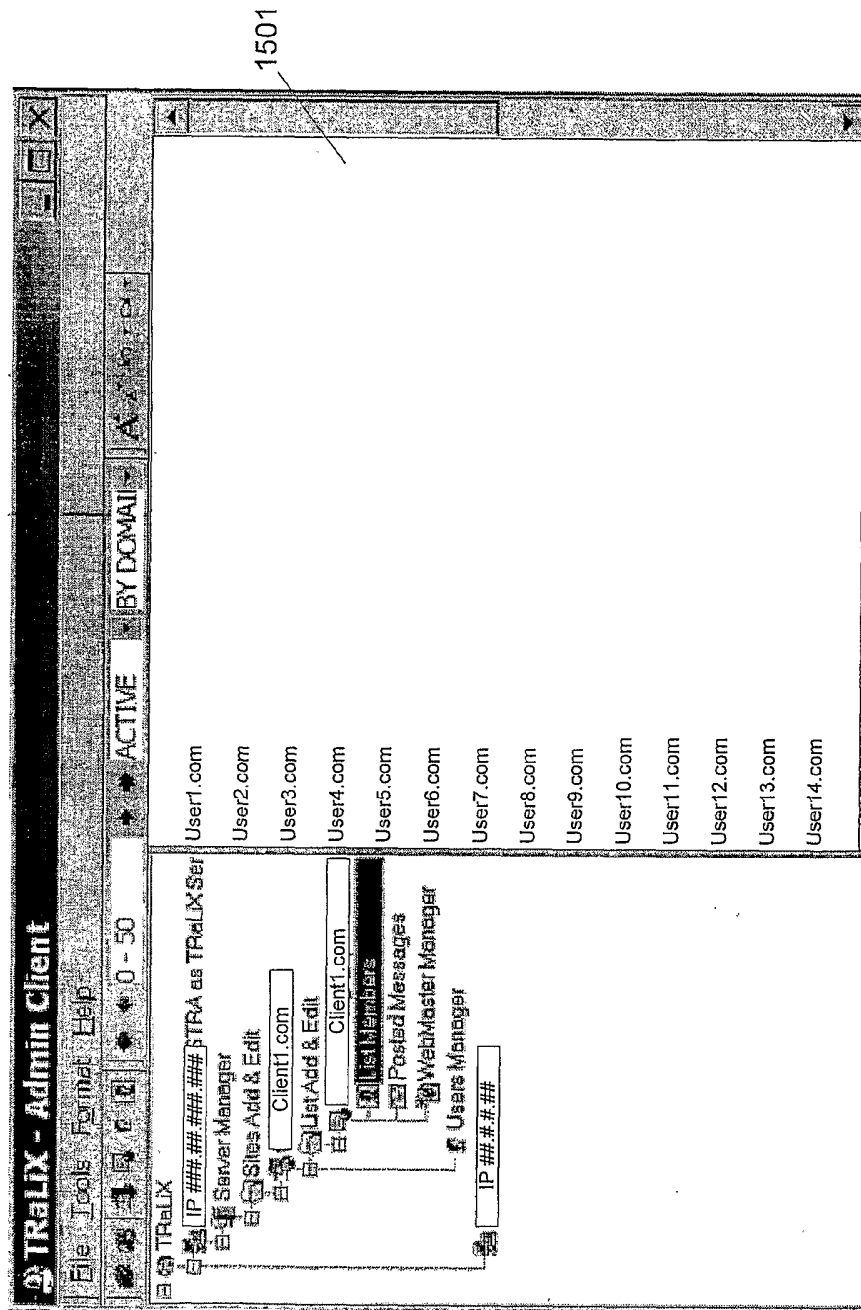 TRaLiX - Admin Client
File Tools Format Help
0 - 50
ACTIVE
BY DOMAI
TRaLiX
IP ###.##.###.###
STRA as TRaLiX Ser
Server Manager
Sites Add & Edit
Client1.com
List Add & Edit
Client1.com
List Members
Posted Messages
WebMaster Manager
Users Manager
IP ##.#.#.##
User1.com
User2.com
User3.com
User4.com
User5.com
User6.com
User7.com
User8.com
User9.com
User10.com
User11.com
User12.com
User13.com
User14.com
1501